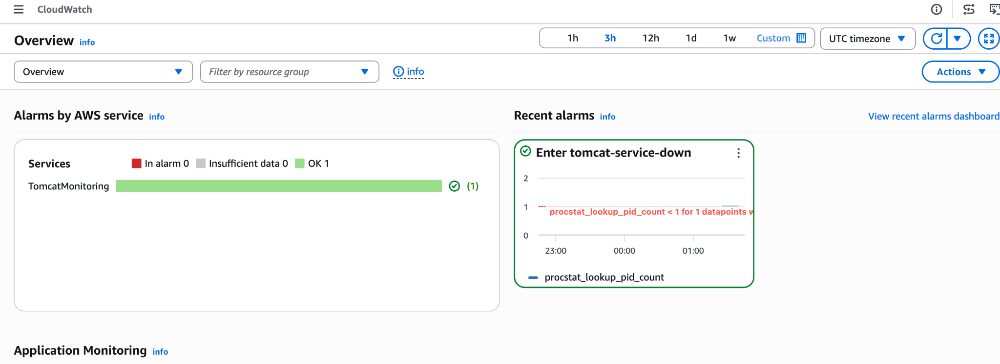 CloudWatch
Overview info
1h 3h 12h 1d 1w Custom
UTC timezone
Overview
Filter by resource group
info
Actions
Alarms by AWS service info
Services
In alarm 0 Insufficient data 0 OK 1
TomcatMonitoring (1)
Recent alarms info
View recent alarms dashboard
Enter tomcat-service-down
2
1
procstat_lookup_pid_count < 1 for 1 datapoints w
0
23:00 00:00 01:00
procstat_lookup_pid_count
Application Monitoring info